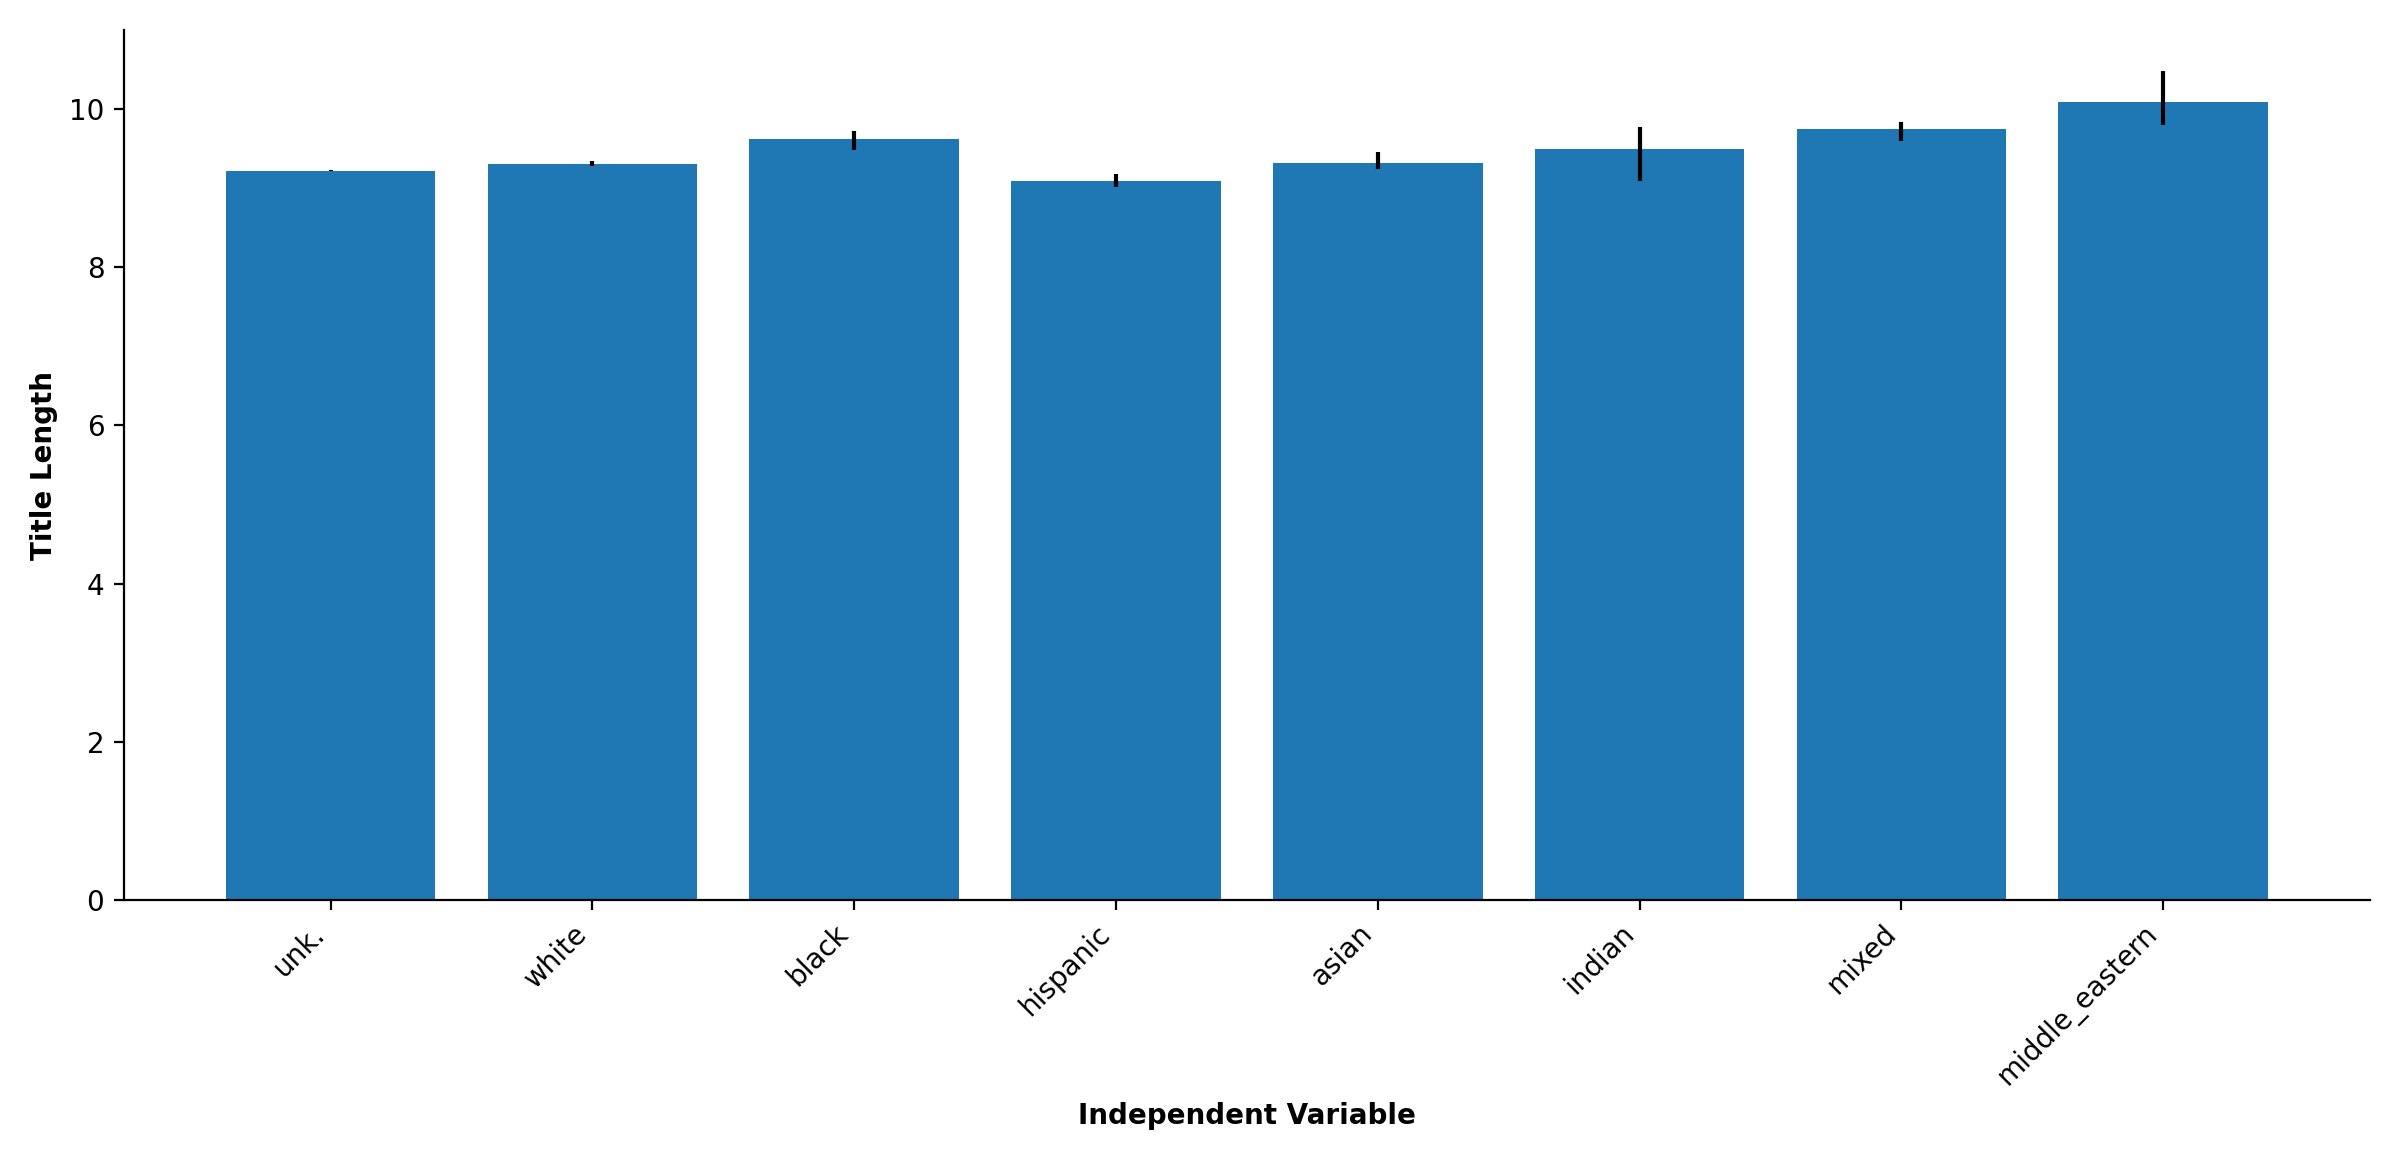 10
8
6
4
2
0
Title Length
unk.
white
black
hispanic
asian
indian
mixed
middle_eastern
Independent Variable